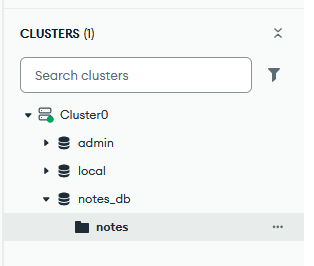 CLUSTERS (1)
Search clusters
Cluster0
admin
local
notes_db
notes